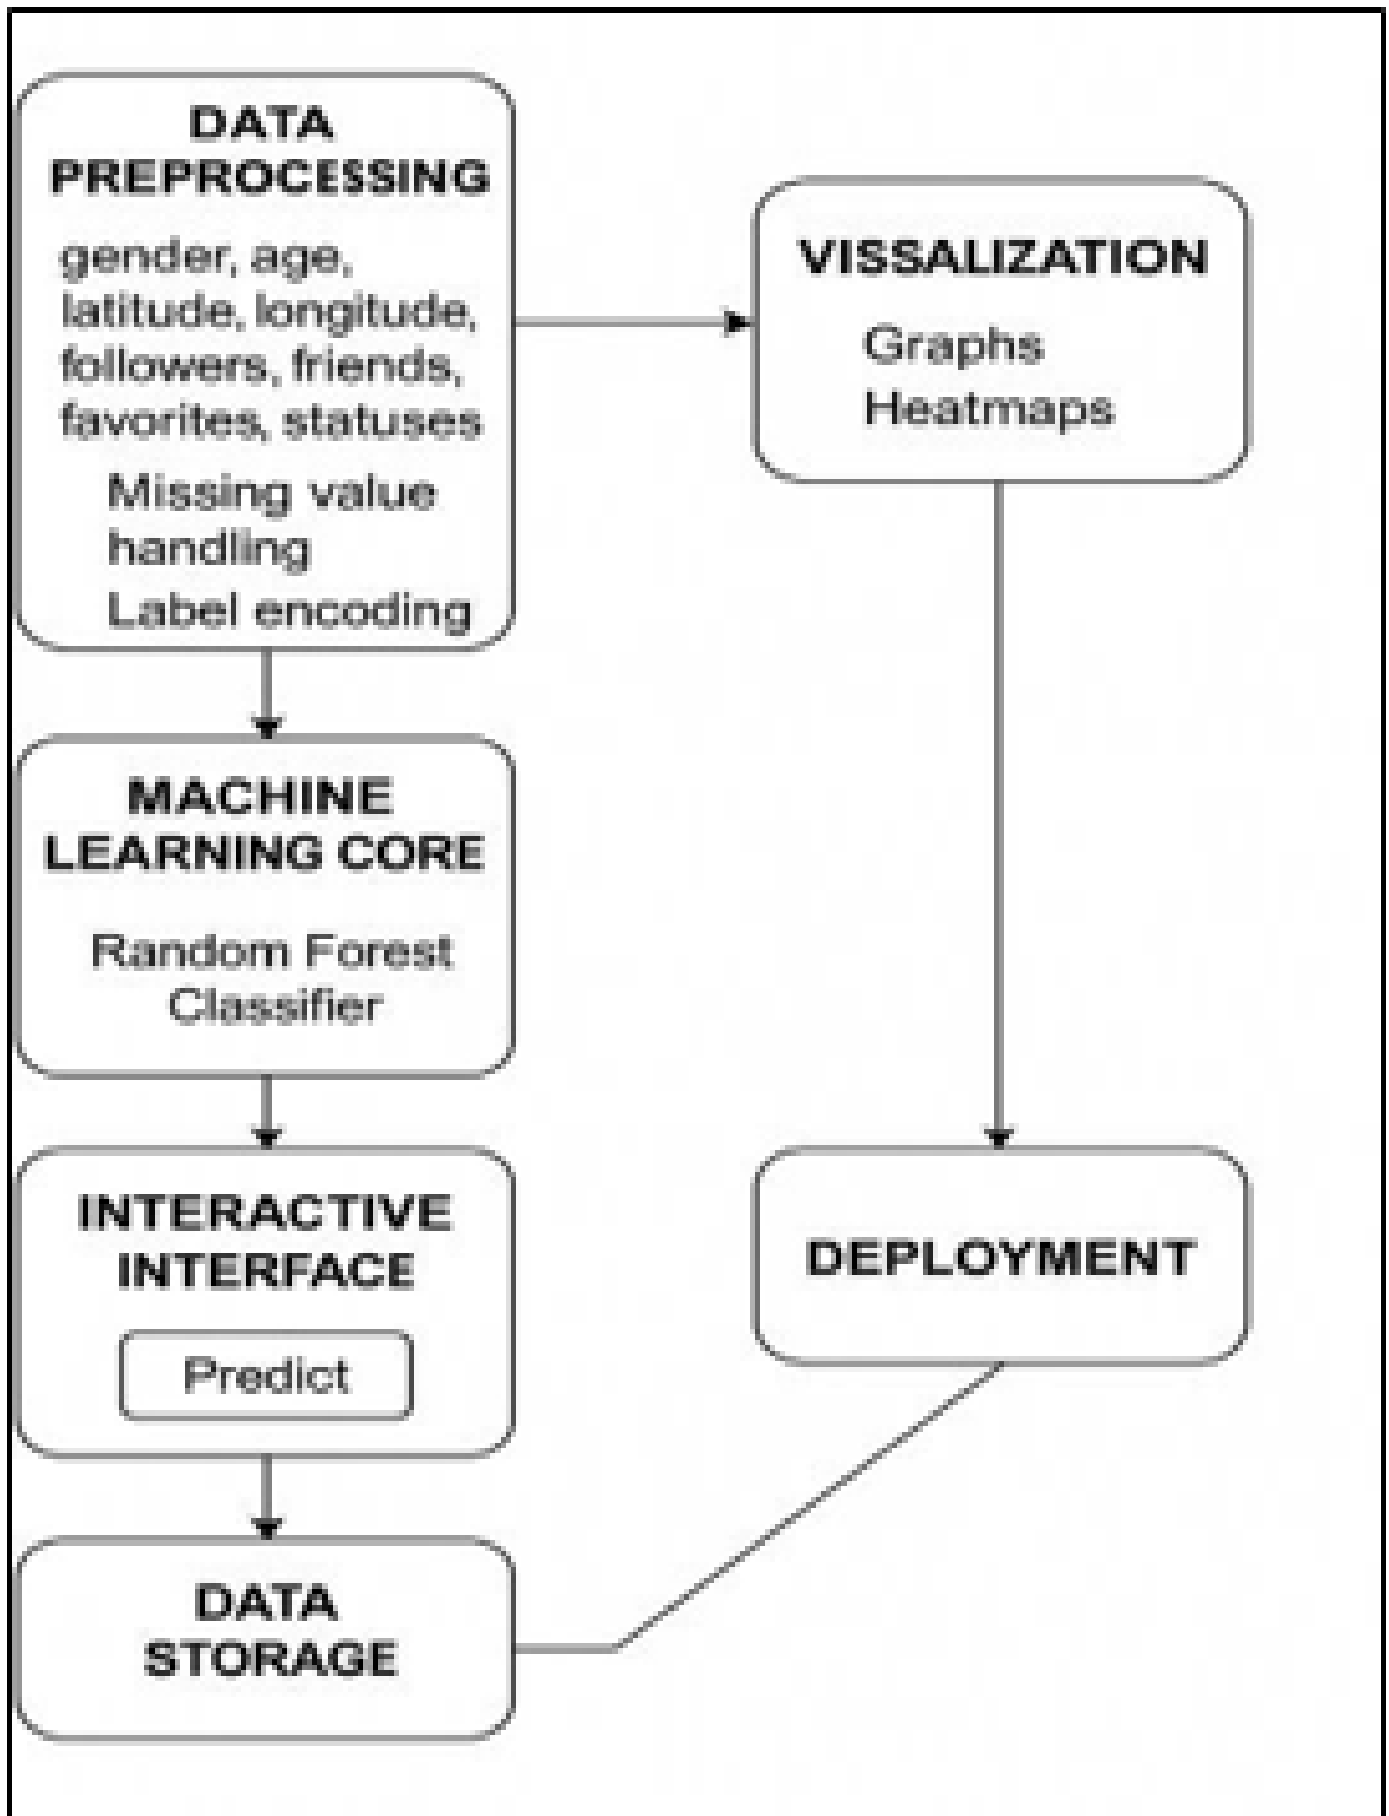 DATA
PREPROCESSING
gender, age,
latitude, longitude,
followers, friends,
favorites, statuses
Missing value
handling
Label encoding
VISSALIZATION
Graphs
Heatmaps
MACHINE
LEARNING CORE
Random Forest
Classifier
INTERACTIVE
INTERFACE
Predict
DEPLOYMENT
DATA
STORAGE